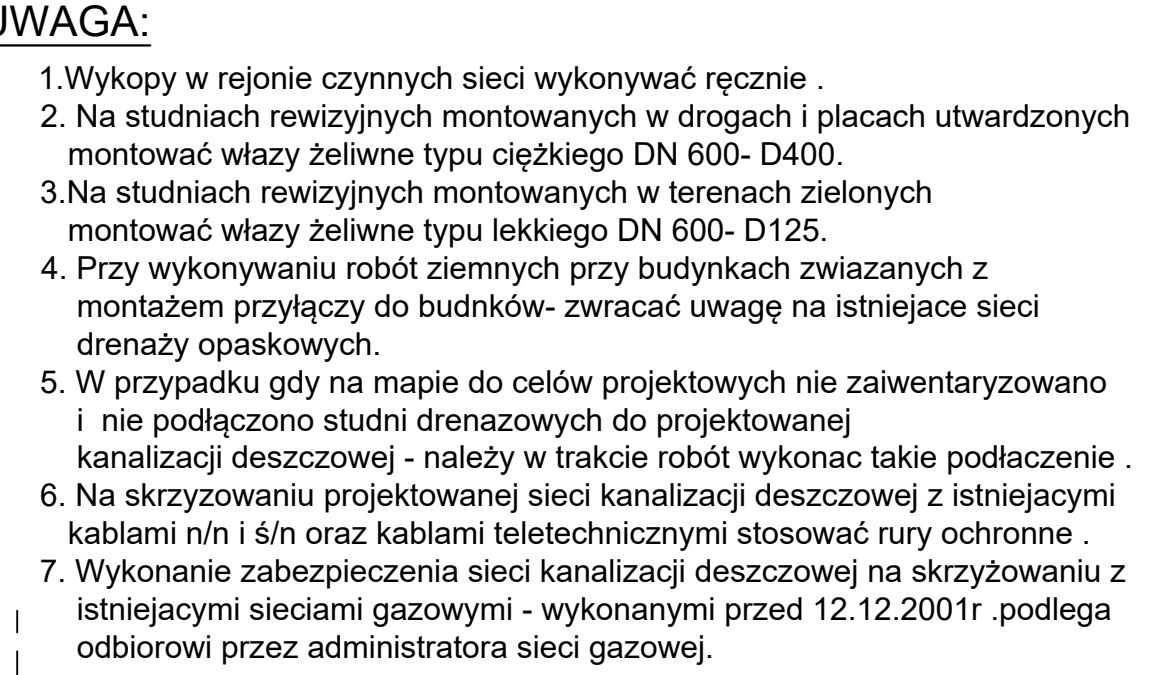 UWAGA:
1.Wykopy w rejonie czynnych sieci wykonywać ręcznie .
2. Na studniach rewizyjnych montowanych w drogach i placach utwardzonych
montować włazy żeliwne typu ciężkiego DN 600- D400.
3.Na studniach rewizyjnych montowanych w terenach zielonych
montować włazy żeliwne typu lekkiego DN 600- D125.
4. Przy wykonywaniu robót ziemnych przy budynkach zwiazanych z
montażem przyłączy do budnków- zwracać uwagę na istniejace sieci
drenaży opaskowych.
5. W przypadku gdy na mapie do celów projektowych nie zaiwentaryzowano
i  nie podłączono studni drenazowych do projektowanej
kanalizacji deszczowej - należy w trakcie robót wykonac takie podłaczenie .
6. Na skrzyzowaniu projektowanej sieci kanalizacji deszczowej z istniejacymi
kablami n/n i ś/n oraz kablami teletechnicznymi stosować rury ochronne .
7. Wykonanie zabezpieczenia sieci kanalizacji deszczowej na skrzyżowaniu z
istniejacymi sieciami gazowymi - wykonanymi przed 12.12.2001r .podlega
odbiorowi przez administratora sieci gazowej.